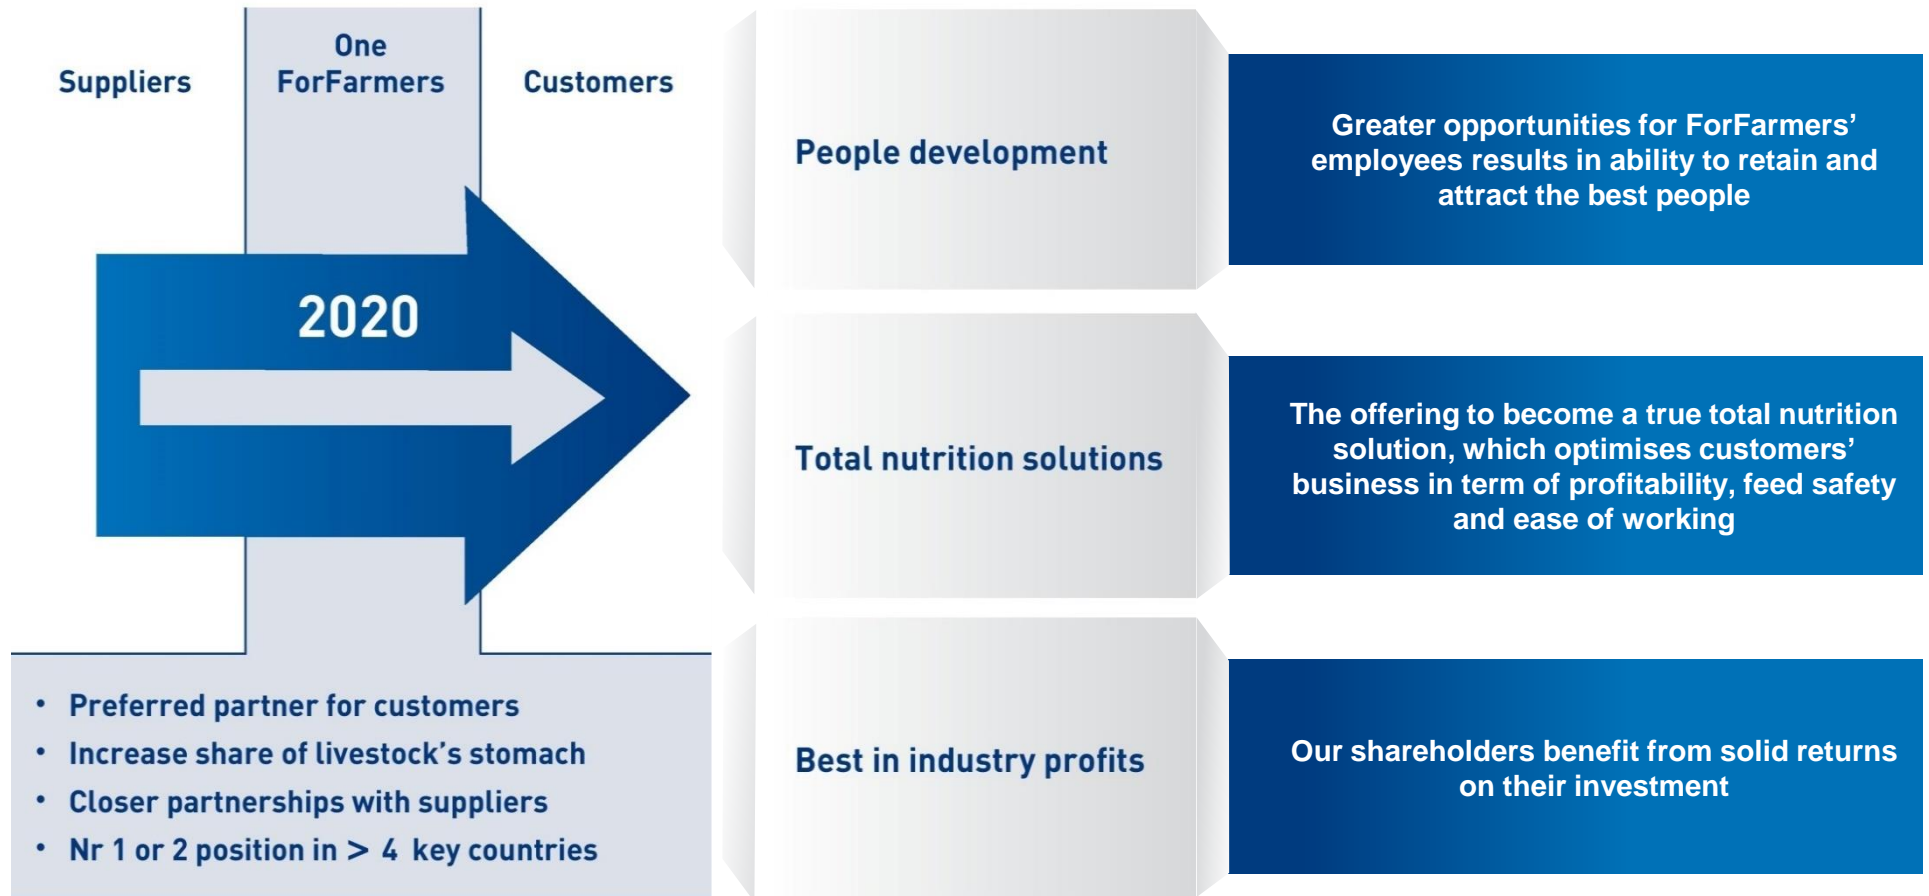 Suppliers
One
ForFarmers
Customers
2020
• Preferred partner for customers
• Increase share of livestock's stomach
• Closer partnerships with suppliers
• Nr 1 or 2 position in > 4 key countries
People development
Greater opportunities for ForFarmers’
employees results in ability to retain and
attract the best people
Total nutrition solutions
The offering to become a true total nutrition
solution, which optimises customers’
business in term of profitability, feed safety
and ease of working
Best in industry profits
Our shareholders benefit from solid returns
on their investment